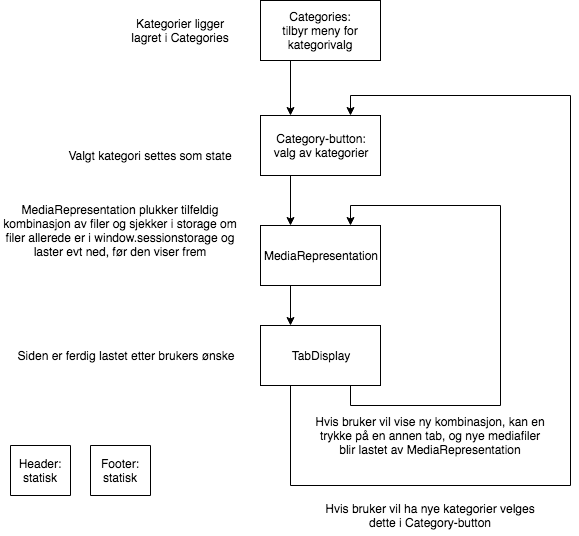 Kategorier ligger
lagret i Categories
Categories:
tilbyr meny for
kategorivalg
Category-button:
valg av kategorier
Valgt kategori settes som state
MediaRepresentation plukker tilfeldig
kombinasjon av filer og sjekker i storage om
filer allerede er i window.sessionstorage og
laster evt ned, før den viser frem
MediaRepresentation
Siden er ferdig lastet etter brukers ønske
TabDisplay
Hvis bruker vil vise ny kombinasjon, kan en
trykke på en annen tab, og nye mediafiler
blir lastet av MediaRepresentation
Header:
statisk
Footer:
statisk
Hvis bruker vil ha nye kategorier velges
dette i Category-button